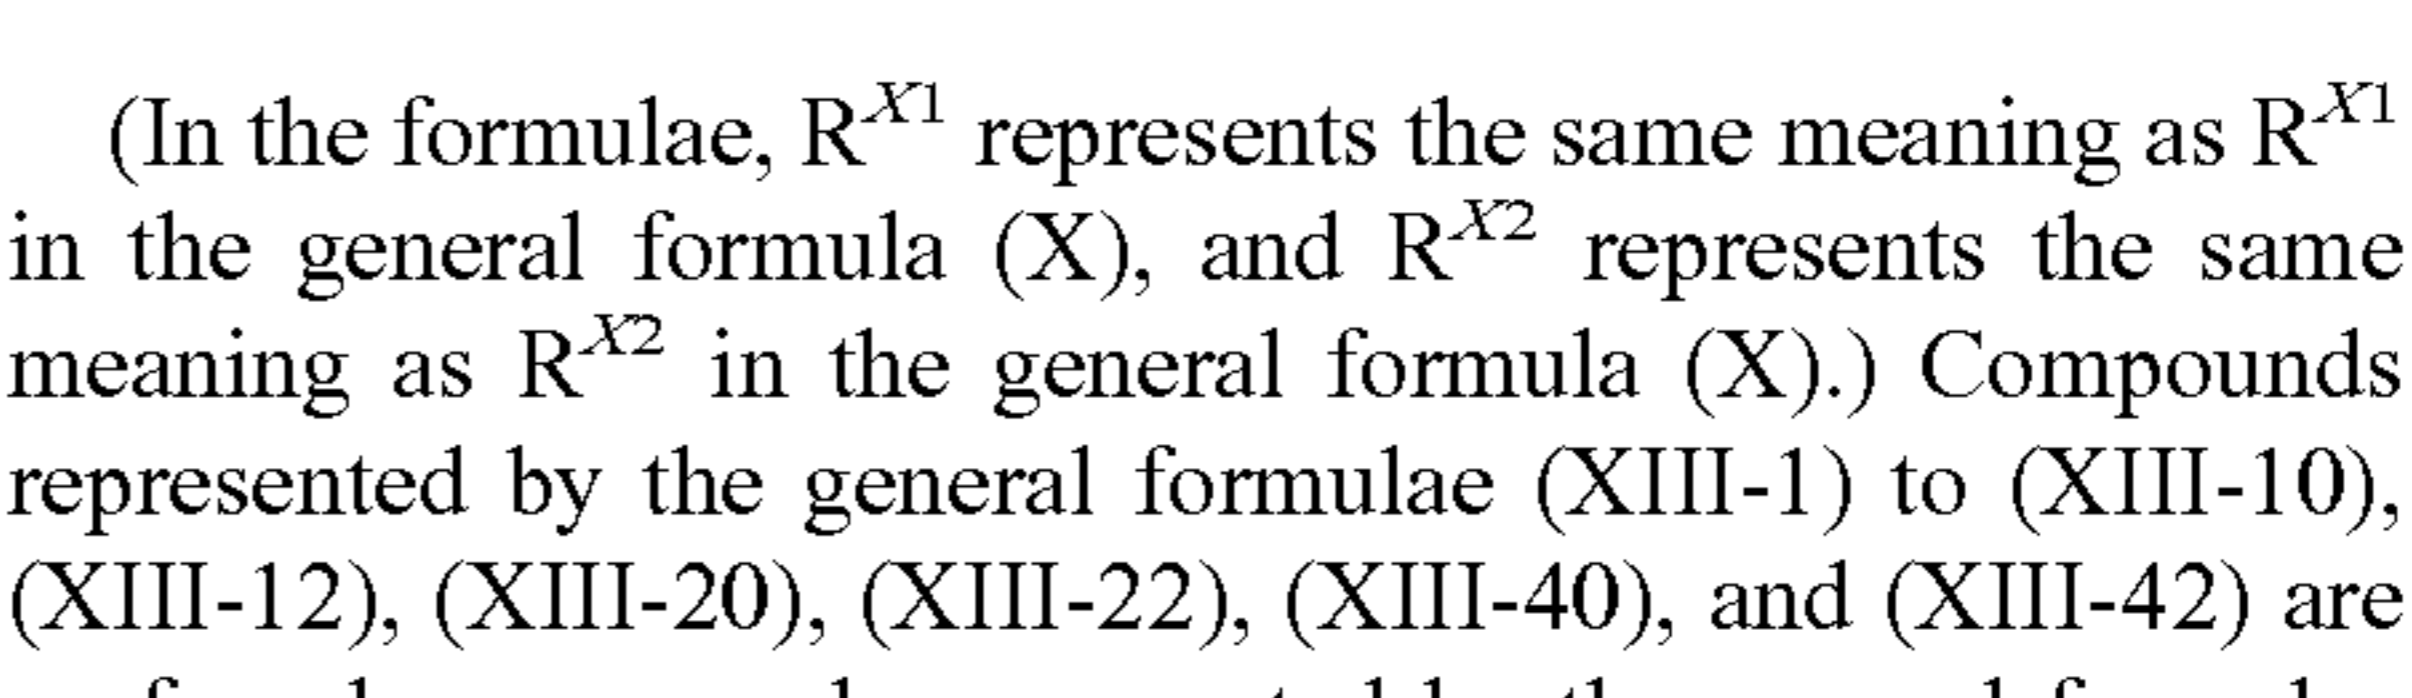 (In the formulae, R^X1 represents the same meaning as R^X1
in the general formula (X), and R^X2 represents the same
meaning as R^X2 in the general formula (X).) Compounds
represented by the general formulae (XIII-1) to (XIII-10),
(XIII-12), (XIII-20), (XIII-22), (XIII-40), and (XIII-42) are